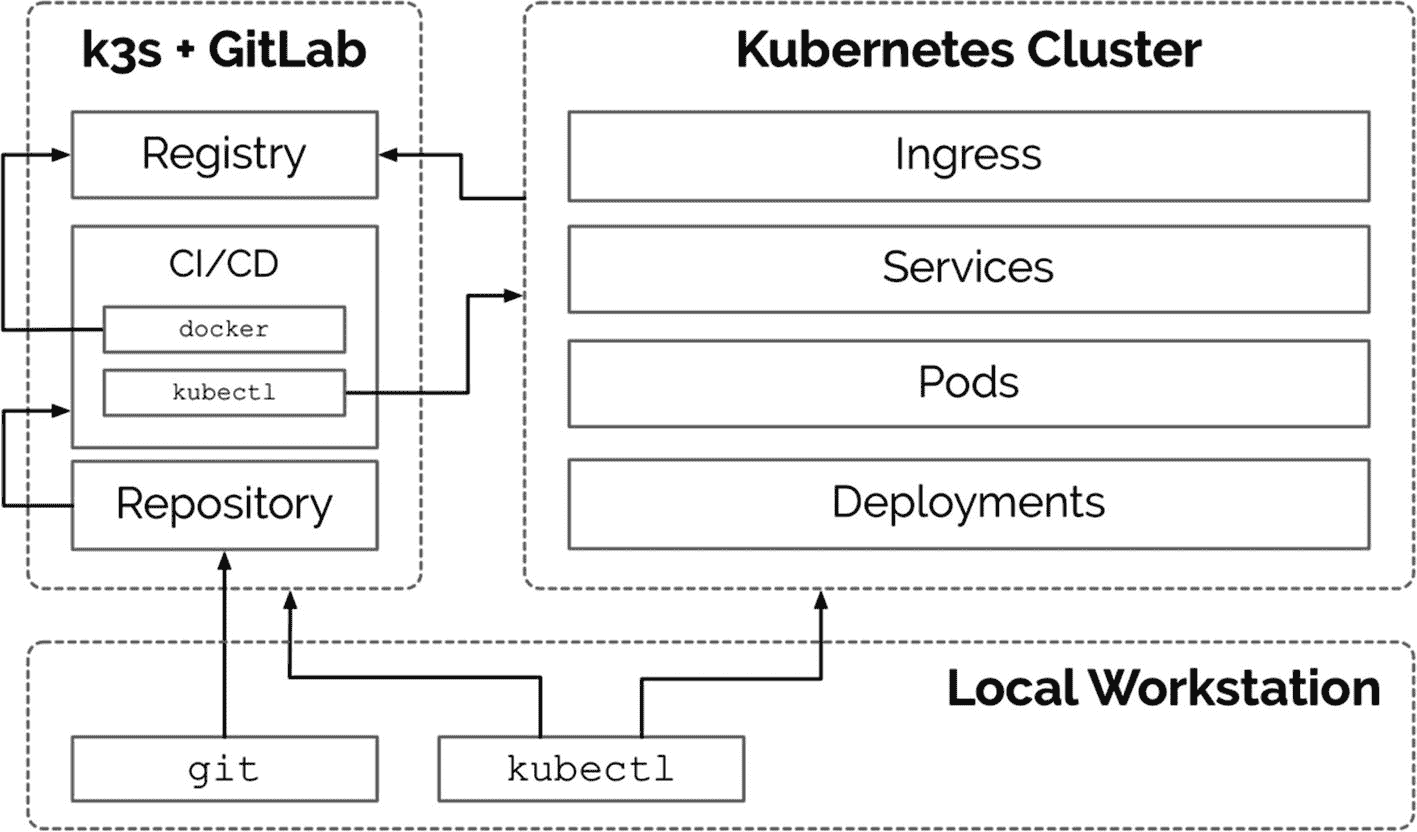 k3s + GitLab
Registry
CI/CD
docker
kubectl
Repository
Kubernetes Cluster
Ingress
Services
Pods
Deployments
Local Workstation
git
kubectl